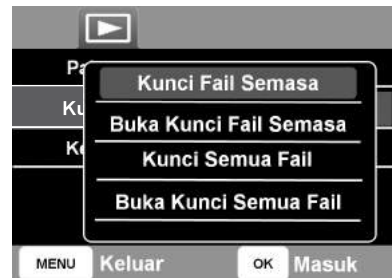 Kunci Fail Semasa
Buka Kunci Fail Semasa
Kunci Semua Fail
Buka Kunci Semua Fail
MENU Keluar OK Masuk